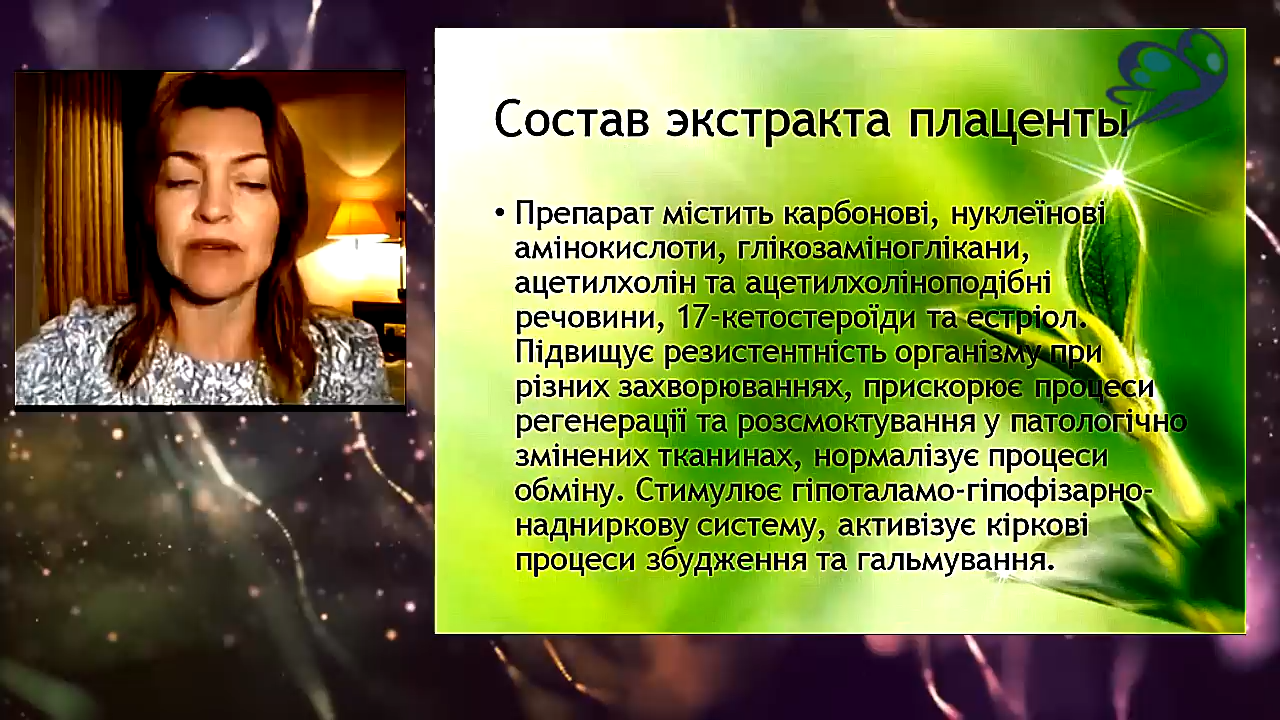 Состав экстракта плаценты
• Препарат містить карбонові, нуклеїнові
амінокислоти, глікозаміноглікани,
ацетилхолін та ацетилхоліноподібні
речовини, 17-кетостероїди та естріол.
Підвищує резистентність організму при
різних захворюваннях, прискорює процеси
регенерації та розсмоктування у патологічно
змінених тканинах, нормалізує процеси
обміну. Стимулює гіпоталамо-гіпофізарно-
надниркову систему, активізує кіркові
процеси збудження та гальмування.